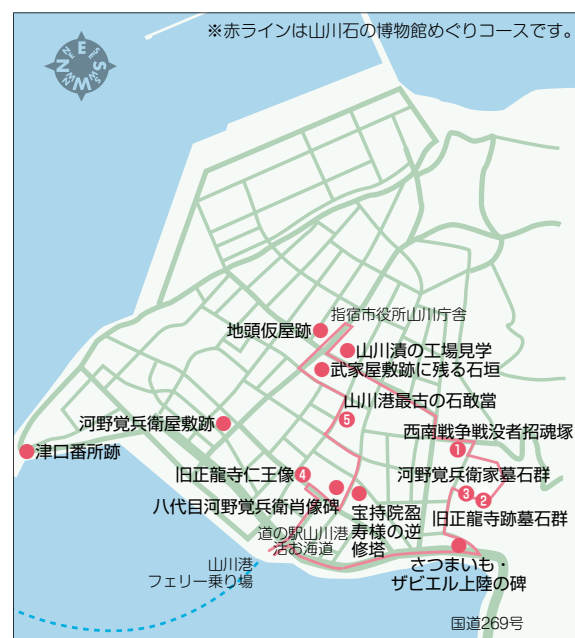 ※赤ラインは山川石の博物館めぐりコースです。
N
NE
E
SE
S
SW
W
NW
指宿市役所山川庁舎
地頭仮屋跡
山川漬の工場見学
武家屋敷跡に残る石垣
山川港最古の石敢當
5
河野覚兵衛屋敷跡
西南戦争戦没者招魂塚
1
津口番所跡
旧正龍寺仁王像
4
河野覚兵衛家墓石群
3
2
八代目河野覚兵衛肖像碑
旧正龍寺跡墓石群
宝持院盈
寿様の逆
修塔
道の駅山川港
活お海道
さつまいも・
ザビエル上陸の碑
山川港
フェリー乗り場
国道269号